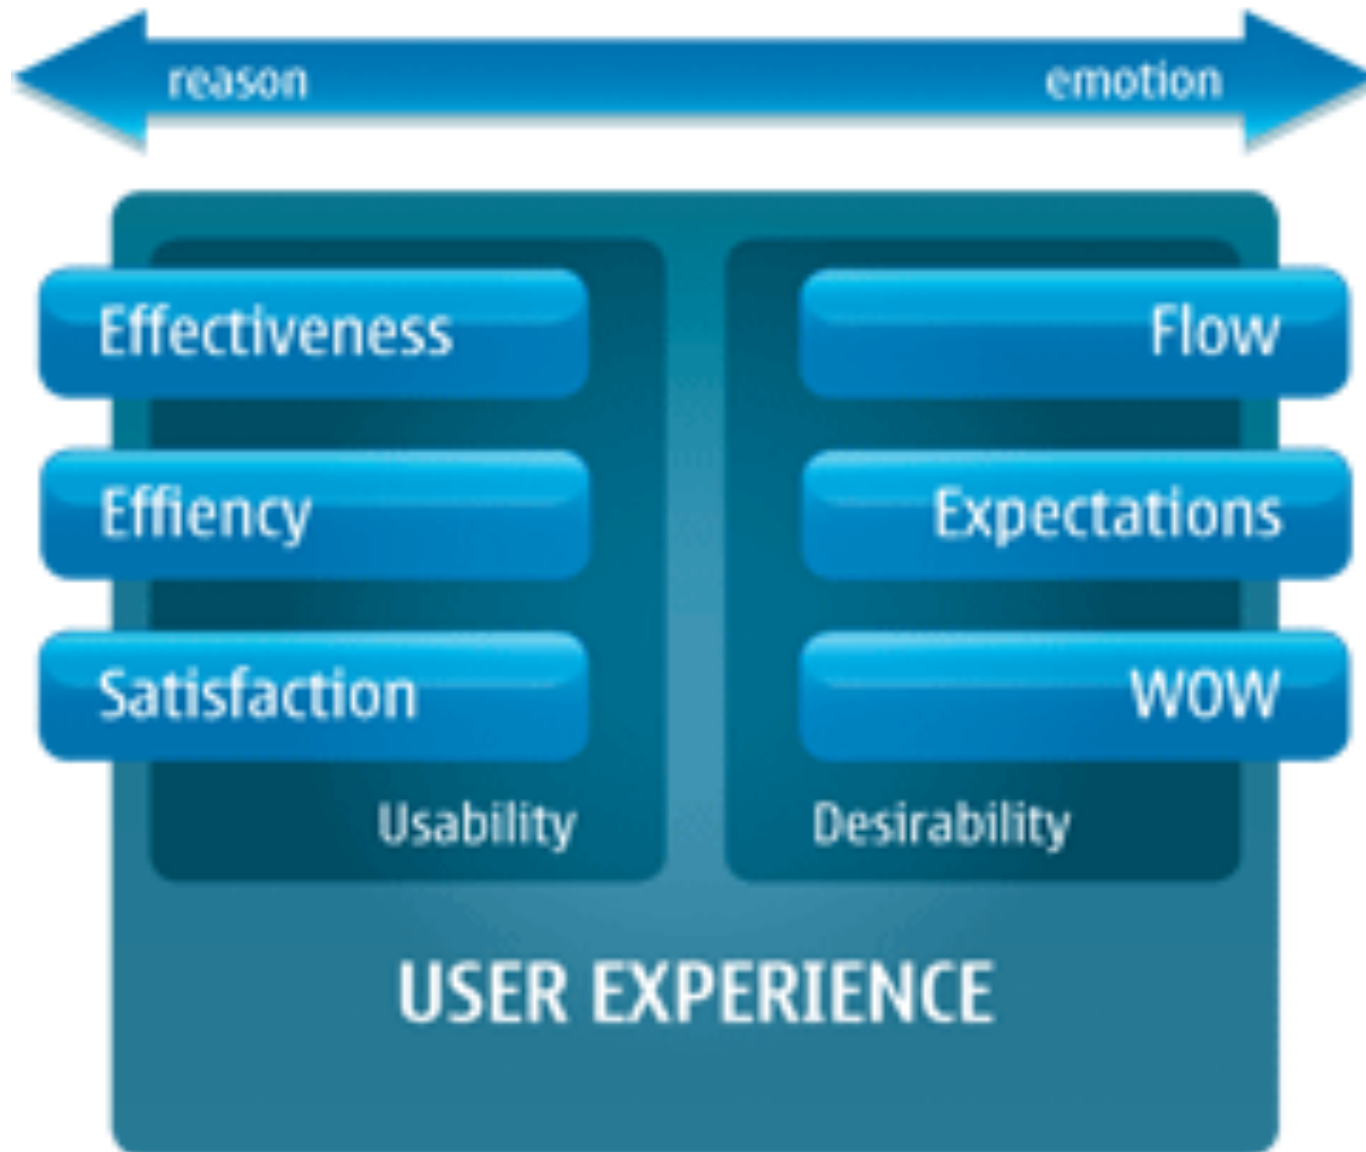 reason emotion
Effectiveness
Flow
Effiency
Expectations
Satisfaction
WOW
Usability
Desirability
USER EXPERIENCE